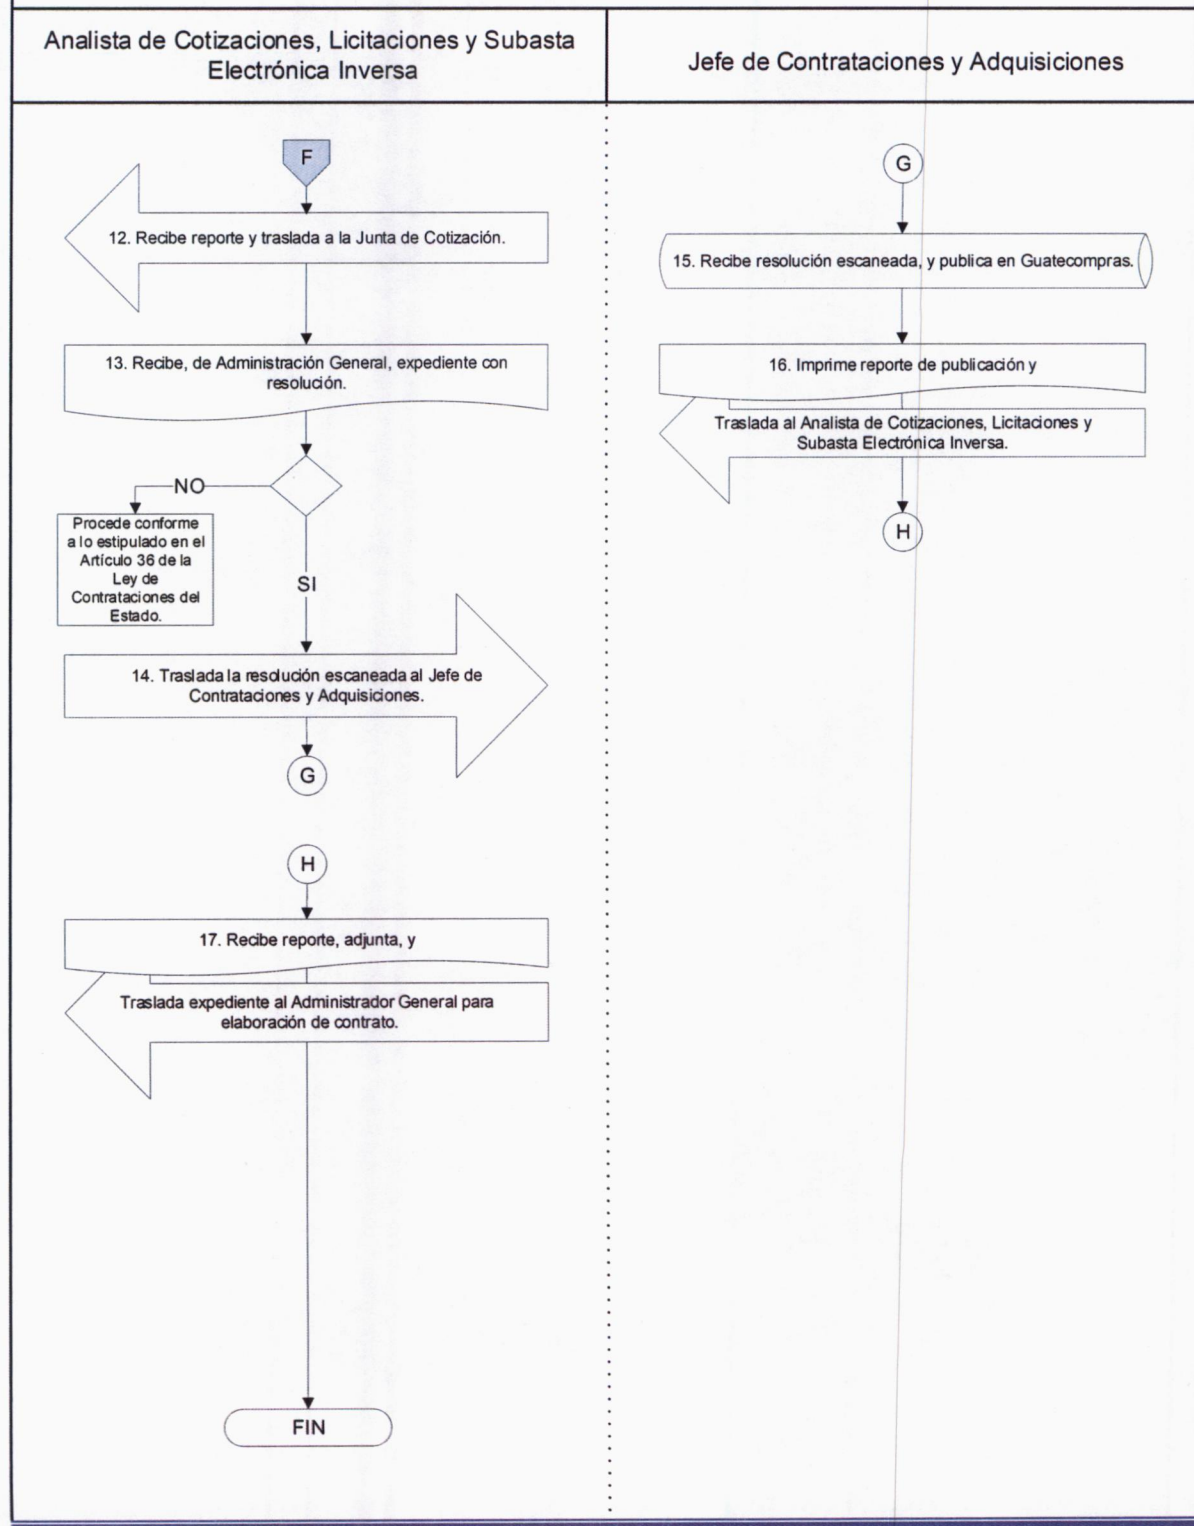 Analista de Cotizaciones, Licitaciones y Subasta
Electrónica Inversa
Jefe de Contrataciones y Adquisiciones
F
12. Recibe reporte y traslada a la Junta de Cotización.
13. Recibe, de Administración General, expediente con
resolución.
NO
Procede conforme
a lo estipulado en el
Artículo 36 de la
Ley de
Contrataciones del
Estado.
SI
14. Traslada la resolución escaneada al Jefe de
Contrataciones y Adquisiciones.
G
H
17. Recibe reporte, adjunta, y
Traslada expediente al Administrador General para
elaboración de contrato.
FIN
G
15. Recibe resolución escaneada, y publica en Guatecompras.
16. Imprime reporte de publicación y
Traslada al Analista de Cotizaciones, Licitaciones y
Subasta Electrónica Inversa.
H